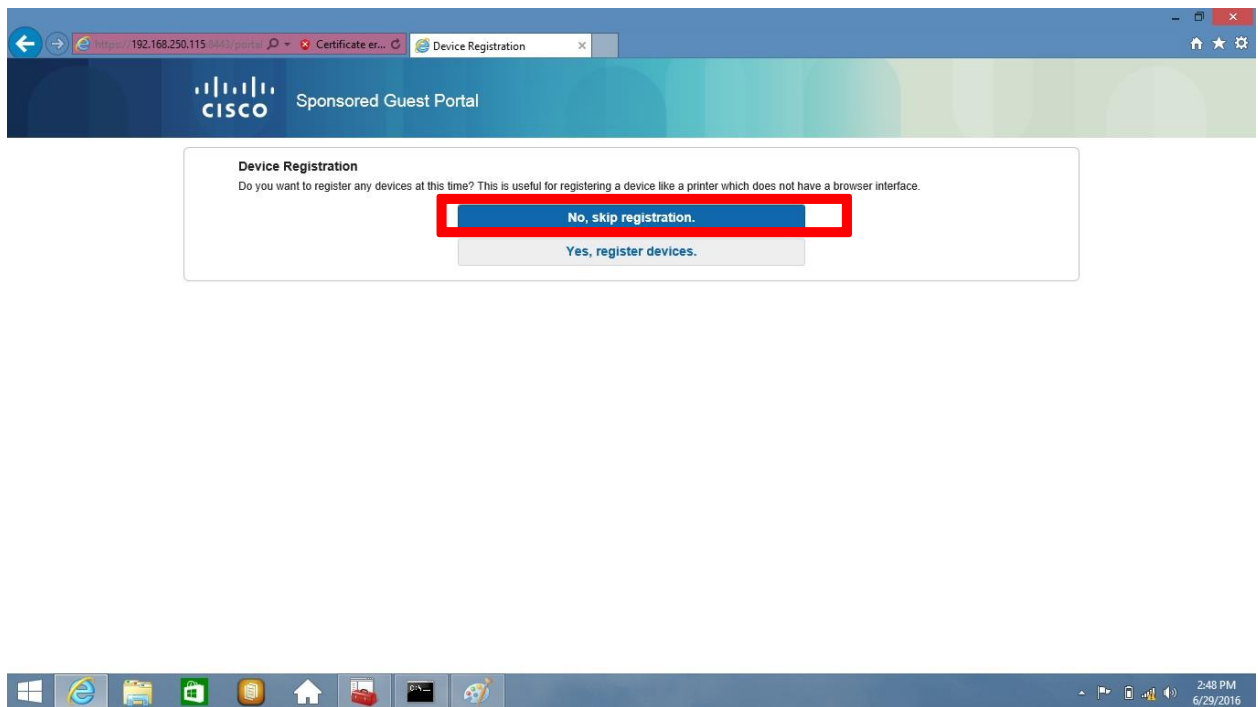 https://192.168.250.115:8443/portal
Certificate er...
Device Registration
CISCO
Sponsored Guest Portal
Device Registration
Do you want to register any devices at this time? This is useful for registering a device like a printer which does not have a browser interface.
No, skip registration.
Yes, register devices.
C:\_
2:48 PM
6/29/2016